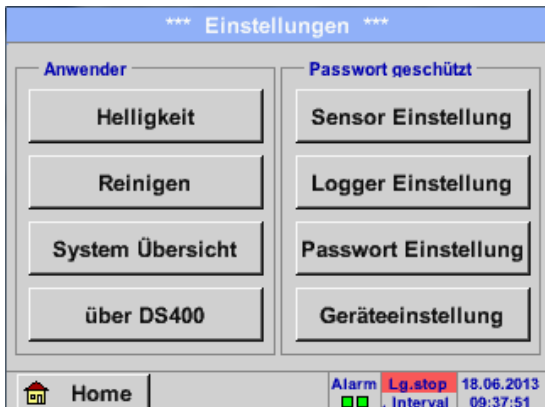 *** Einstellungen ***
Anwender
Helligkeit
Reinigen
System Übersicht
über DS400
Passwort geschützt
Sensor Einstellung
Logger Einstellung
Passwort Einstellung
Geräteeinstellung
Home
Alarm
Lg.stop
. Interval
18.06.2013
09:37:51